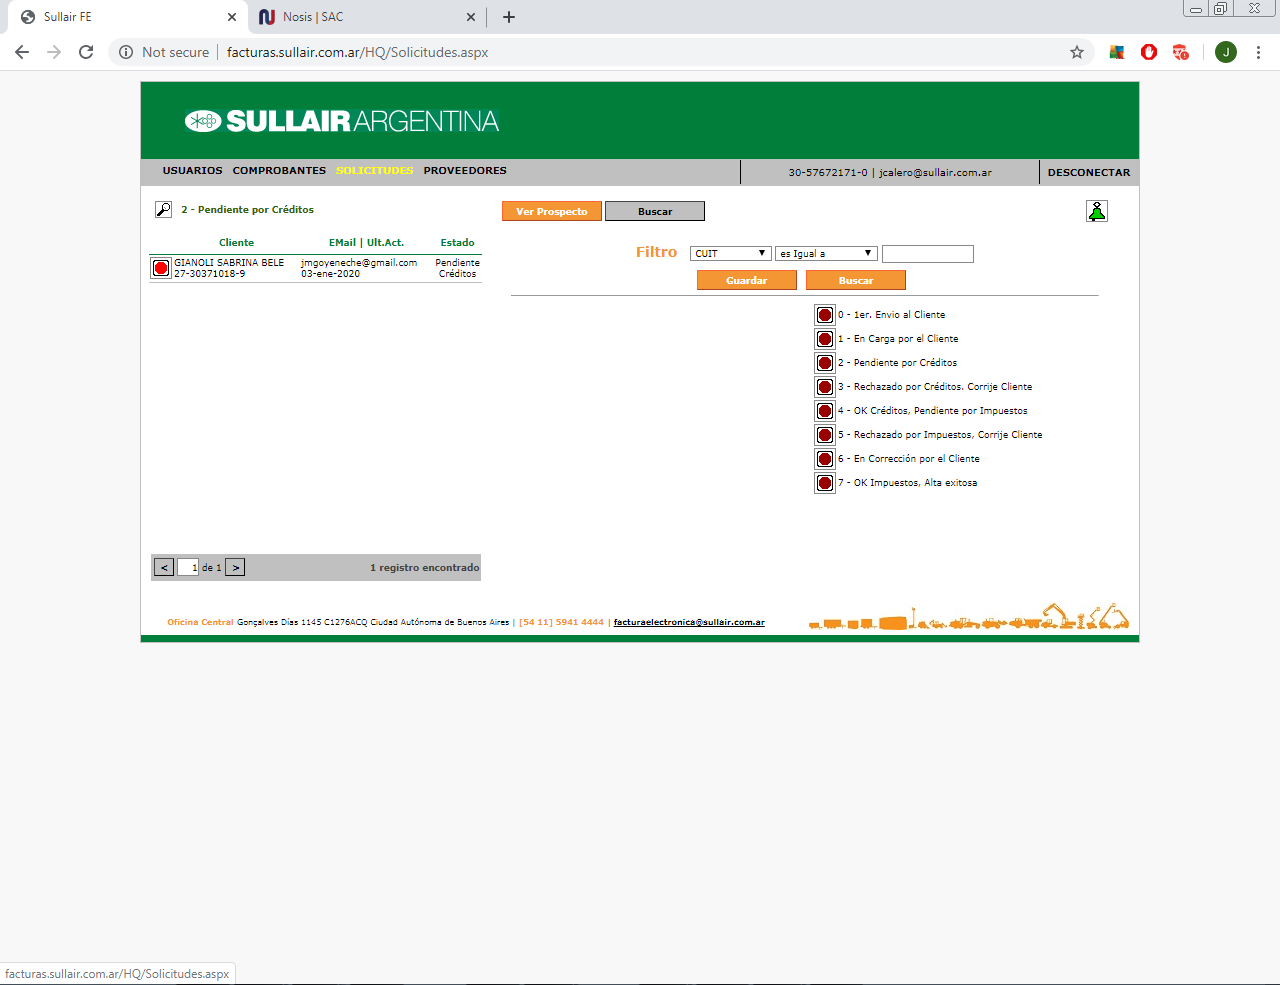 Sullair FE
Nosis | SAC
Not secure | facturas.sullair.com.ar/HQ/Solicitudes.aspx
J
SULLAIR ARGENTINA
USUARIOS COMPROBANTES SOLICITUDES PROVEEDORES
30-57672171-0 | jcalero@sullair.com.ar
DESCONECTAR
2 - Pendiente por Créditos
Cliente EMail | Ult.Act. Estado
GIANOLI SABRINA BELE jmgoyeneche@gmail.com Pendiente
27-30371018-9 03-ene-2020 Créditos
Ver Prospecto Buscar
Filtro CUIT es Igual a
Guardar Buscar
0 - 1er. Envio al Cliente
1 - En Carga por el Cliente
2 - Pendiente por Créditos
3 - Rechazado por Créditos. Corrije Cliente
4 - OK Créditos, Pendiente por Impuestos
5 - Rechazado por Impuestos, Corrije Cliente
6 - En Corrección por el Cliente
7 - OK Impuestos, Alta exitosa
< 1 de 1 > 1 registro encontrado
Oficina Central Gonçalves Días 1145 C1276ACQ Ciudad Autónoma de Buenos Aires | [54 11] 5941 4444 | facturaelectronica@sullair.com.ar
facturas.sullair.com.ar/HQ/Solicitudes.aspx